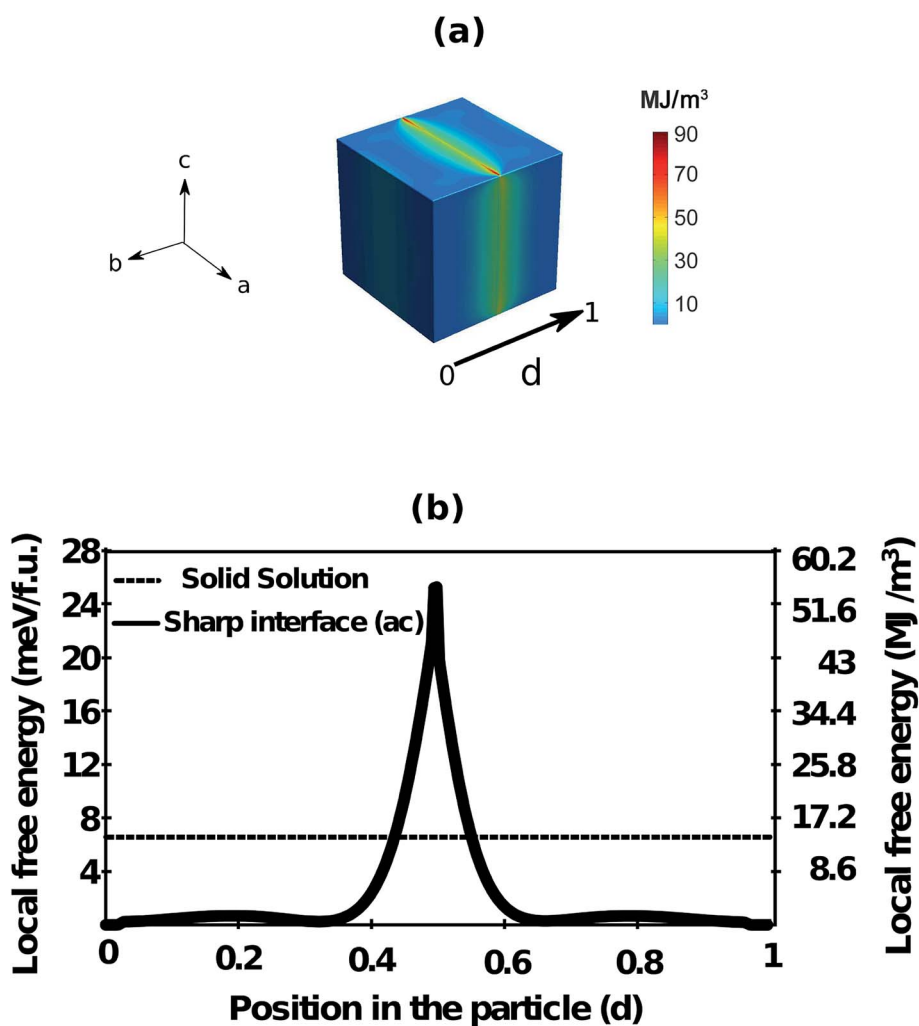 (a)
MJ/m³
90
70
50
30
10
c
b
a
0
d
1
(b)
Local free energy (meV/f.u.)
28
24
20
16
12
8
4
Solid Solution
Sharp interface (ac)
60.2
51.6
43
34.4
25.8
17.2
8.6
Local free energy (MJ /m³)
0
0.2
0.4
0.6
0.8
1
Position in the particle (d)